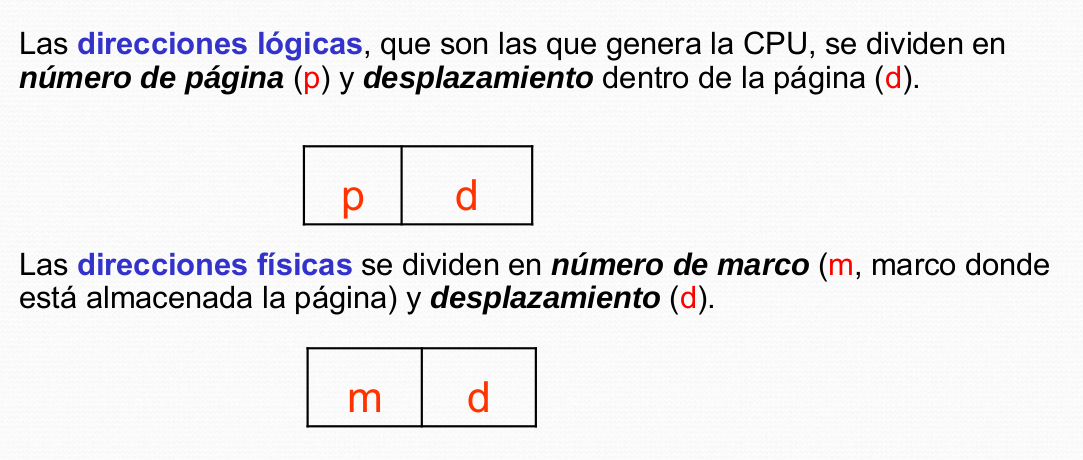 Las direcciones lógicas, que son las que genera la CPU, se dividen en
número de página (p) y desplazamiento dentro de la página (d).
p d
Las direcciones físicas se dividen en número de marco (m, marco donde
está almacenada la página) y desplazamiento (d).
m d